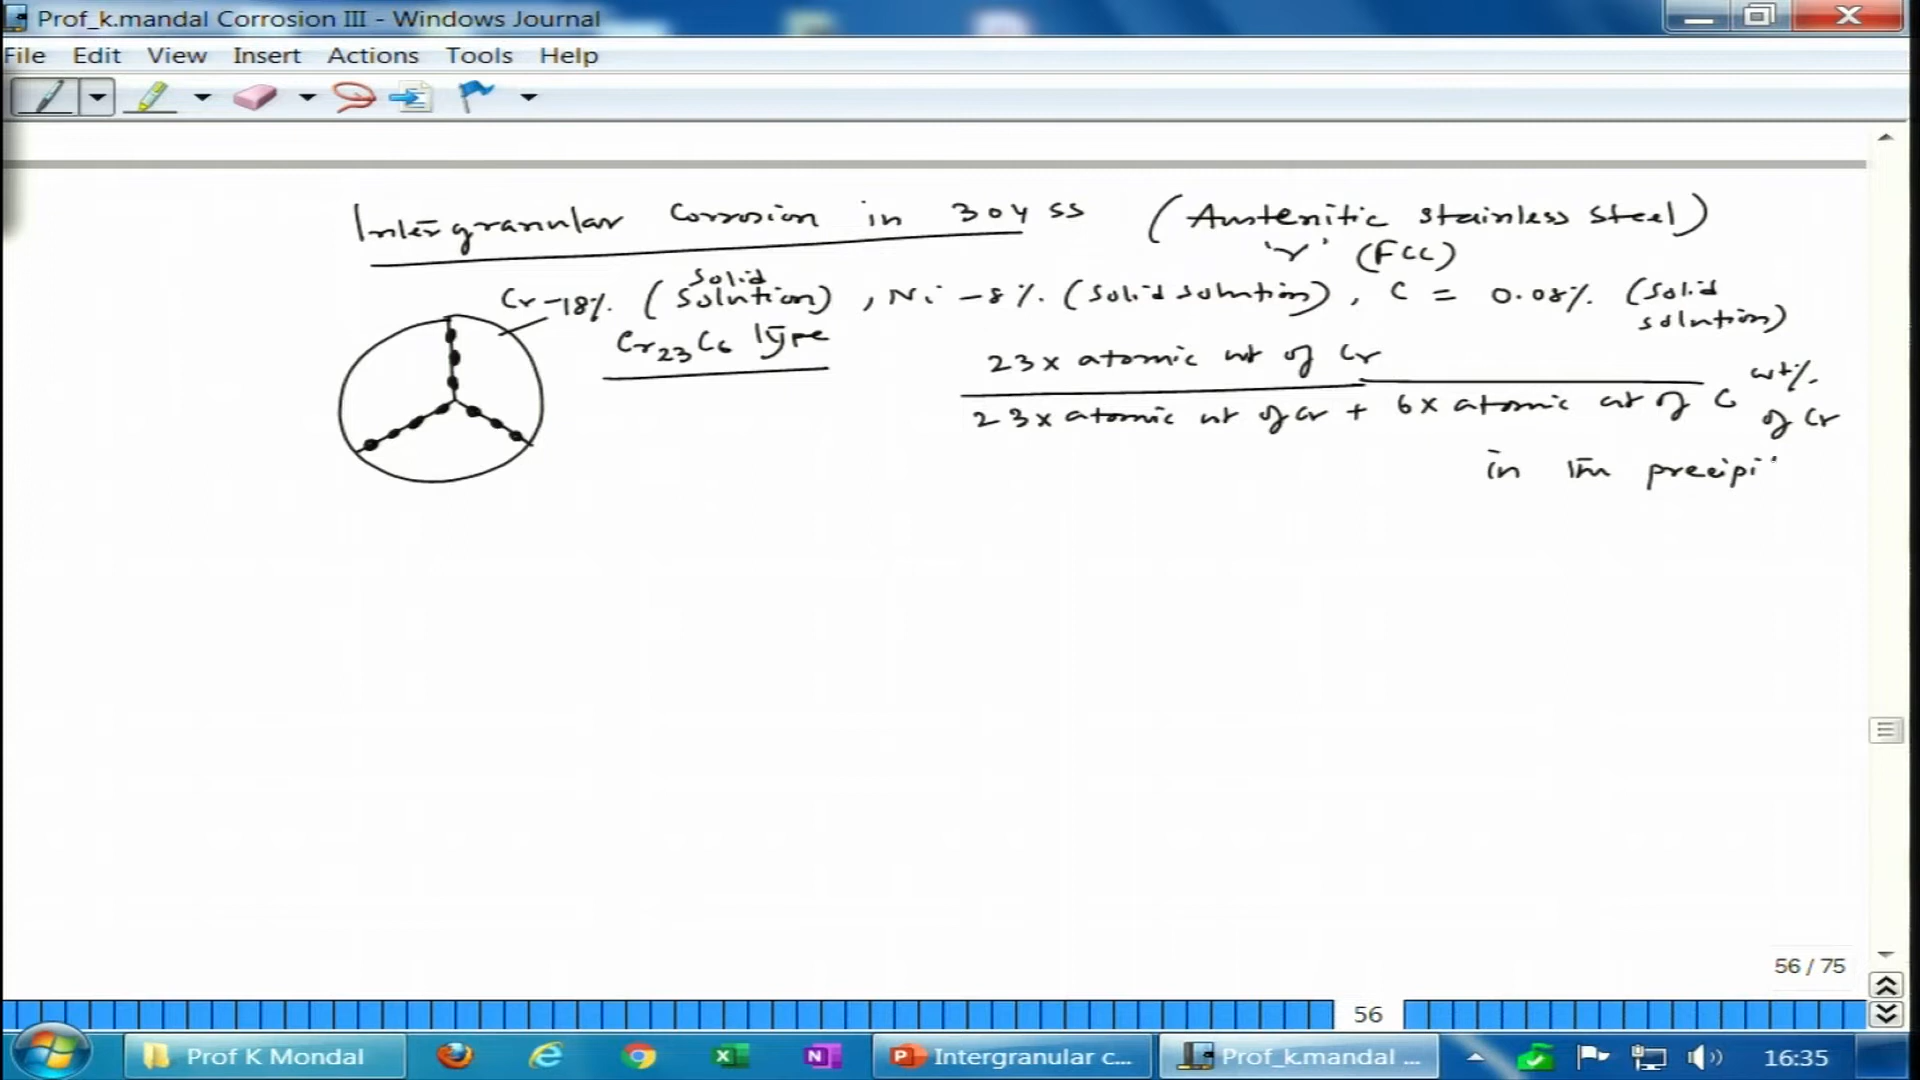 Prof_k.mandal Corrosion III - Windows Journal
File Edit View Insert Actions Tools Help
Intergranular Corrosion in 304 SS (Austenitic stainless steel)
'γ' (FCC)
Cr - 18%. (Solid solution), Ni - 8%. (Solid solution), C = 0.08%. (Solid solution)
Cr23C6 type
23 x atomic wt of Cr
23 x atomic wt of Cr + 6 x atomic wt of C
wt%.
of Cr
in the precipi
56 / 75
56
Prof K Mondal
Intergranular c...
Prof_k.mandal ...
16:35